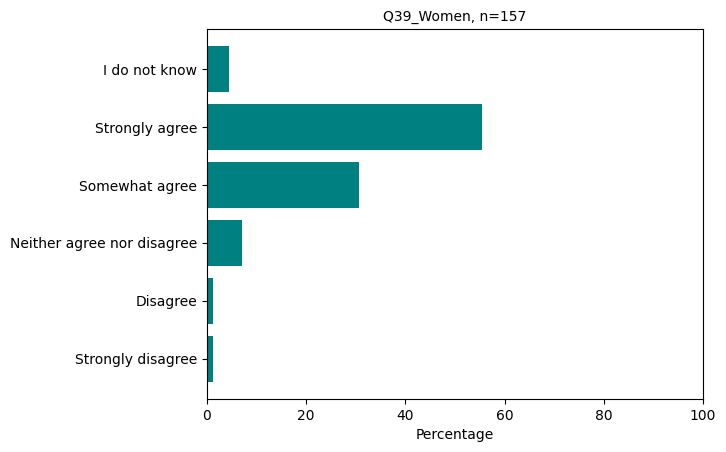 Q39_Women, n=157
I do not know
Strongly agree
Somewhat agree
Neither agree nor disagree
Disagree
Strongly disagree
0 20 40 60 80 100
Percentage